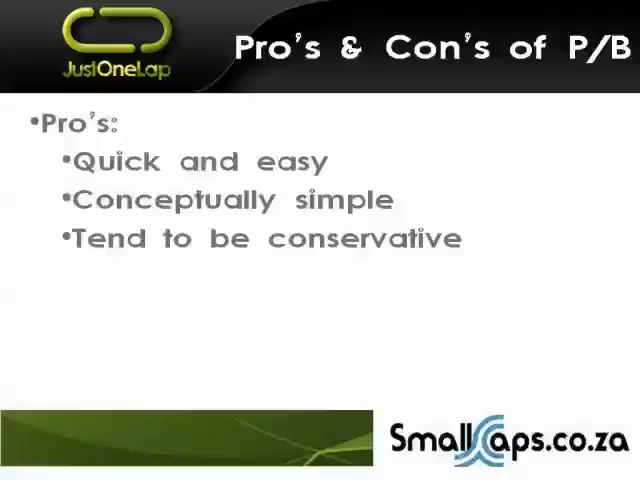 JustOneLap
Pro's & Con's of P/B
•Pro's:
•Quick and easy
•Conceptually simple
•Tend to be conservative
SmallCaps.co.za